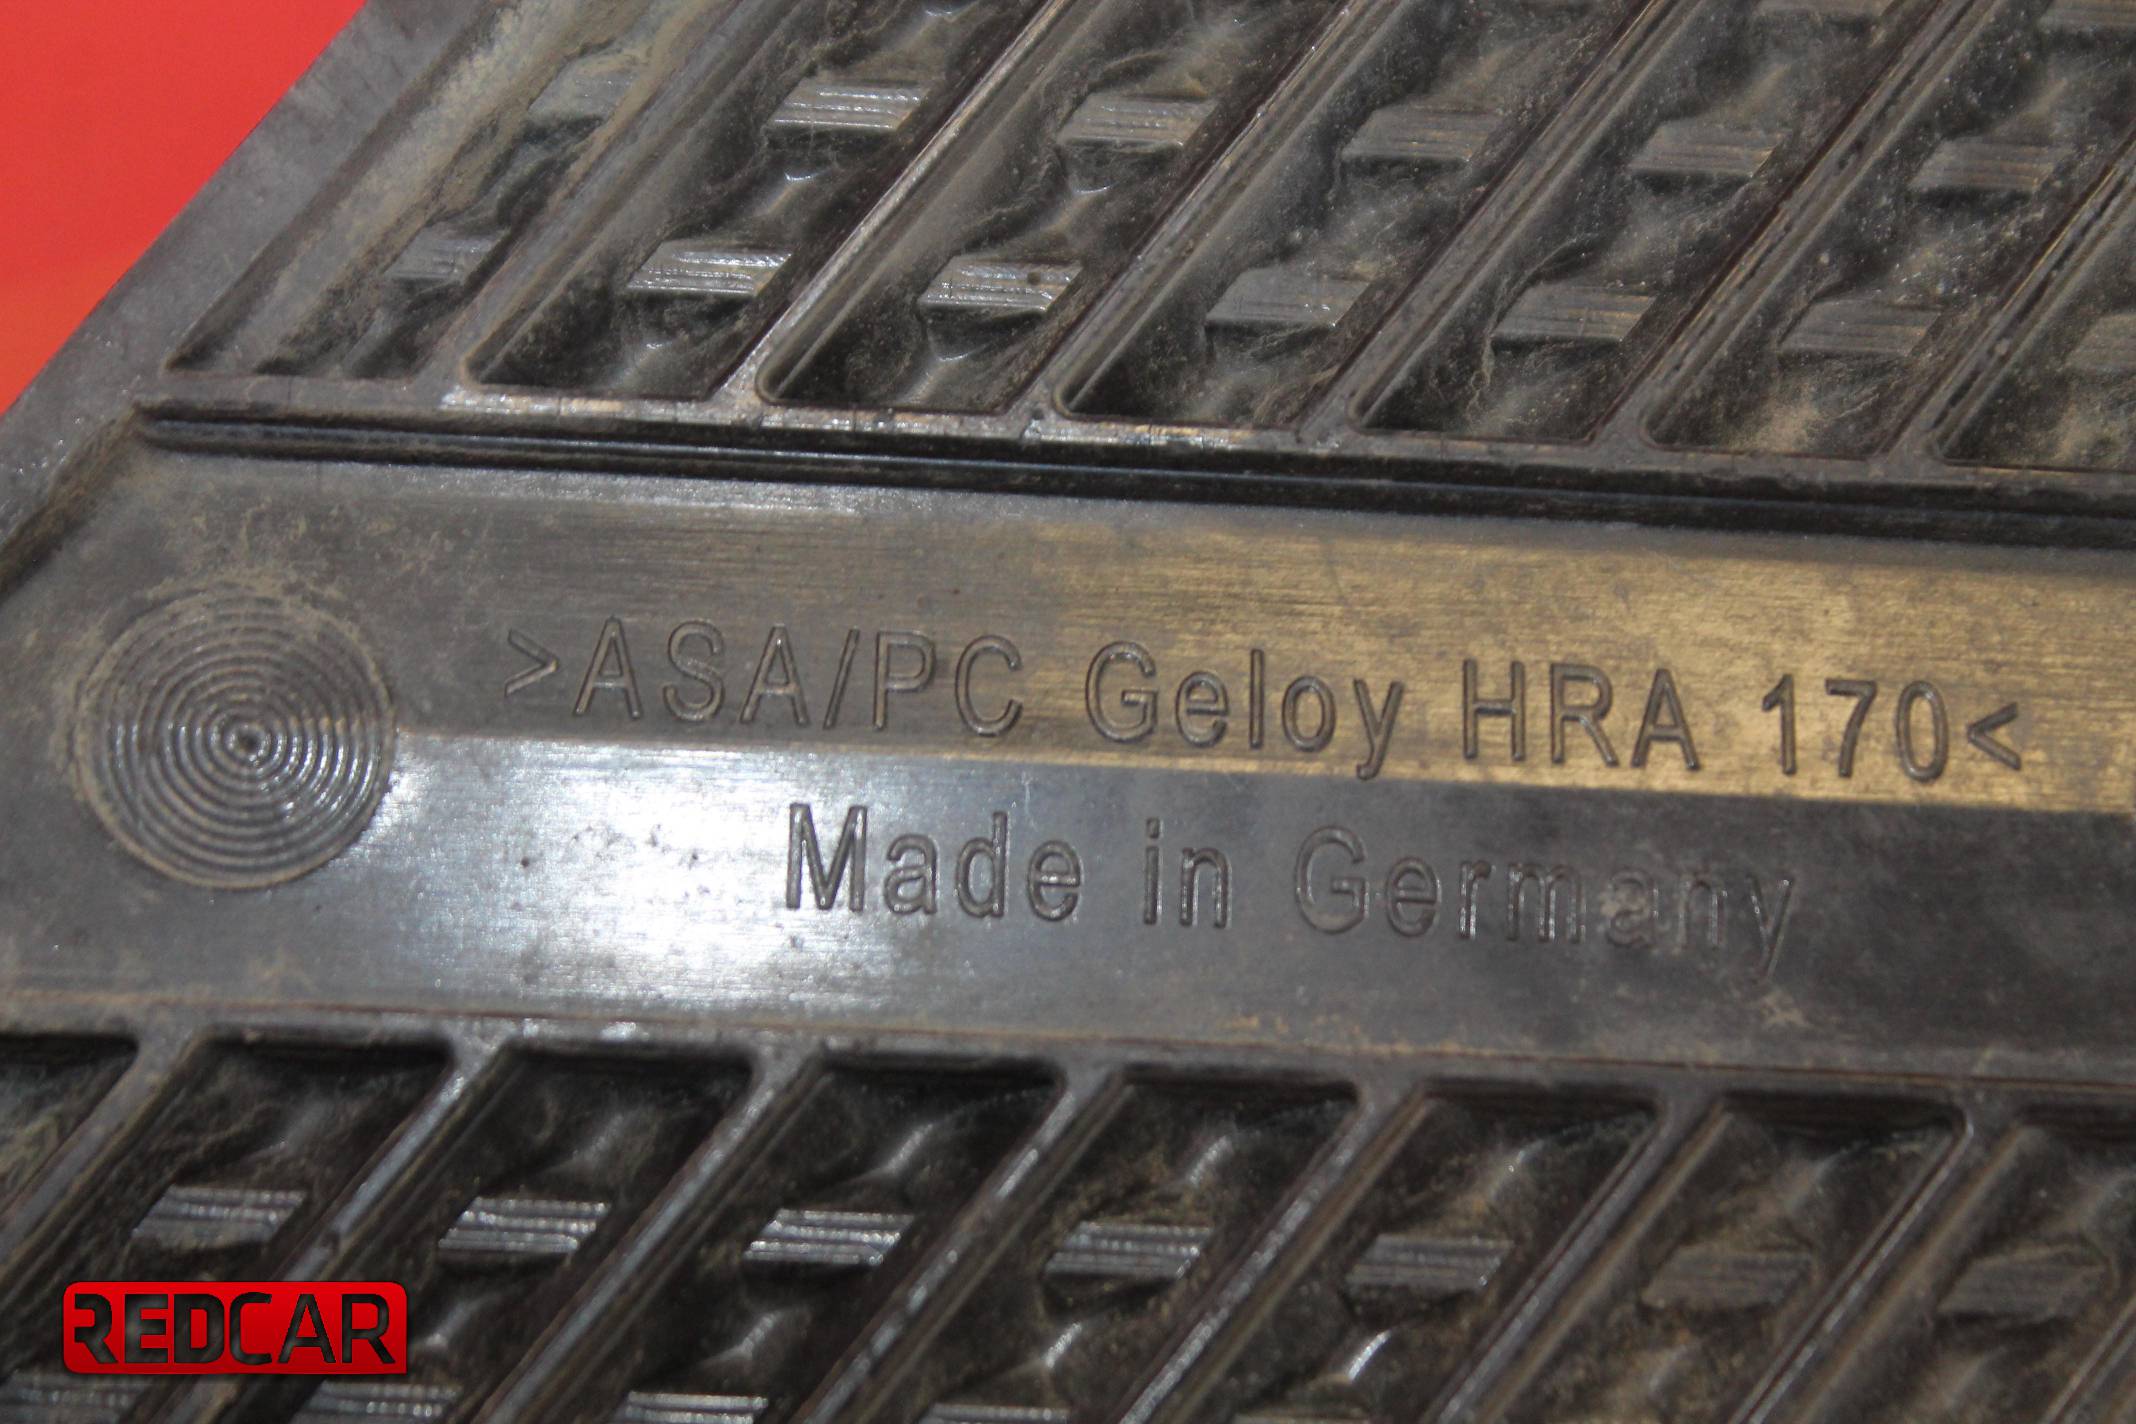 >ASA/PC Geloy HRA 170<
Made in Germany
REDCAR